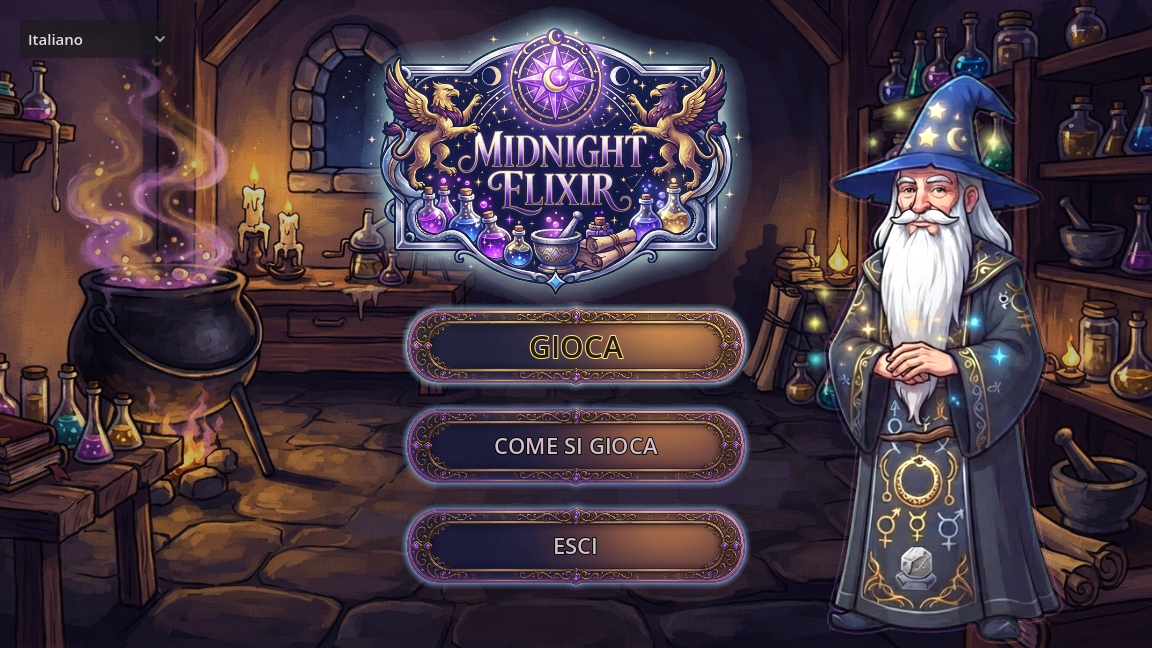 Italiano
MIDNIGHT
ELIXIR
GIOCA
COME SI GIOCA
ESCI